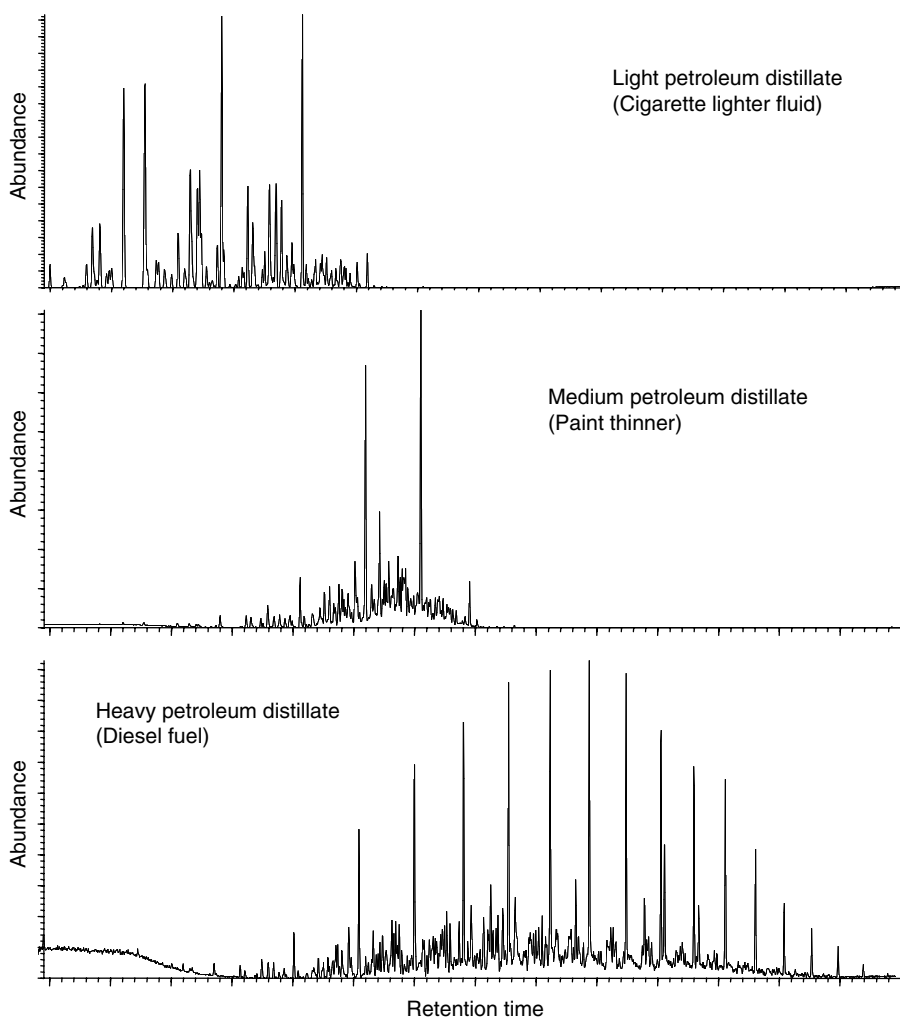 Abundance
Light petroleum distillate
(Cigarette lighter fluid)
Abundance
Medium petroleum distillate
(Paint thinner)
Abundance
Heavy petroleum distillate
(Diesel fuel)
Retention time